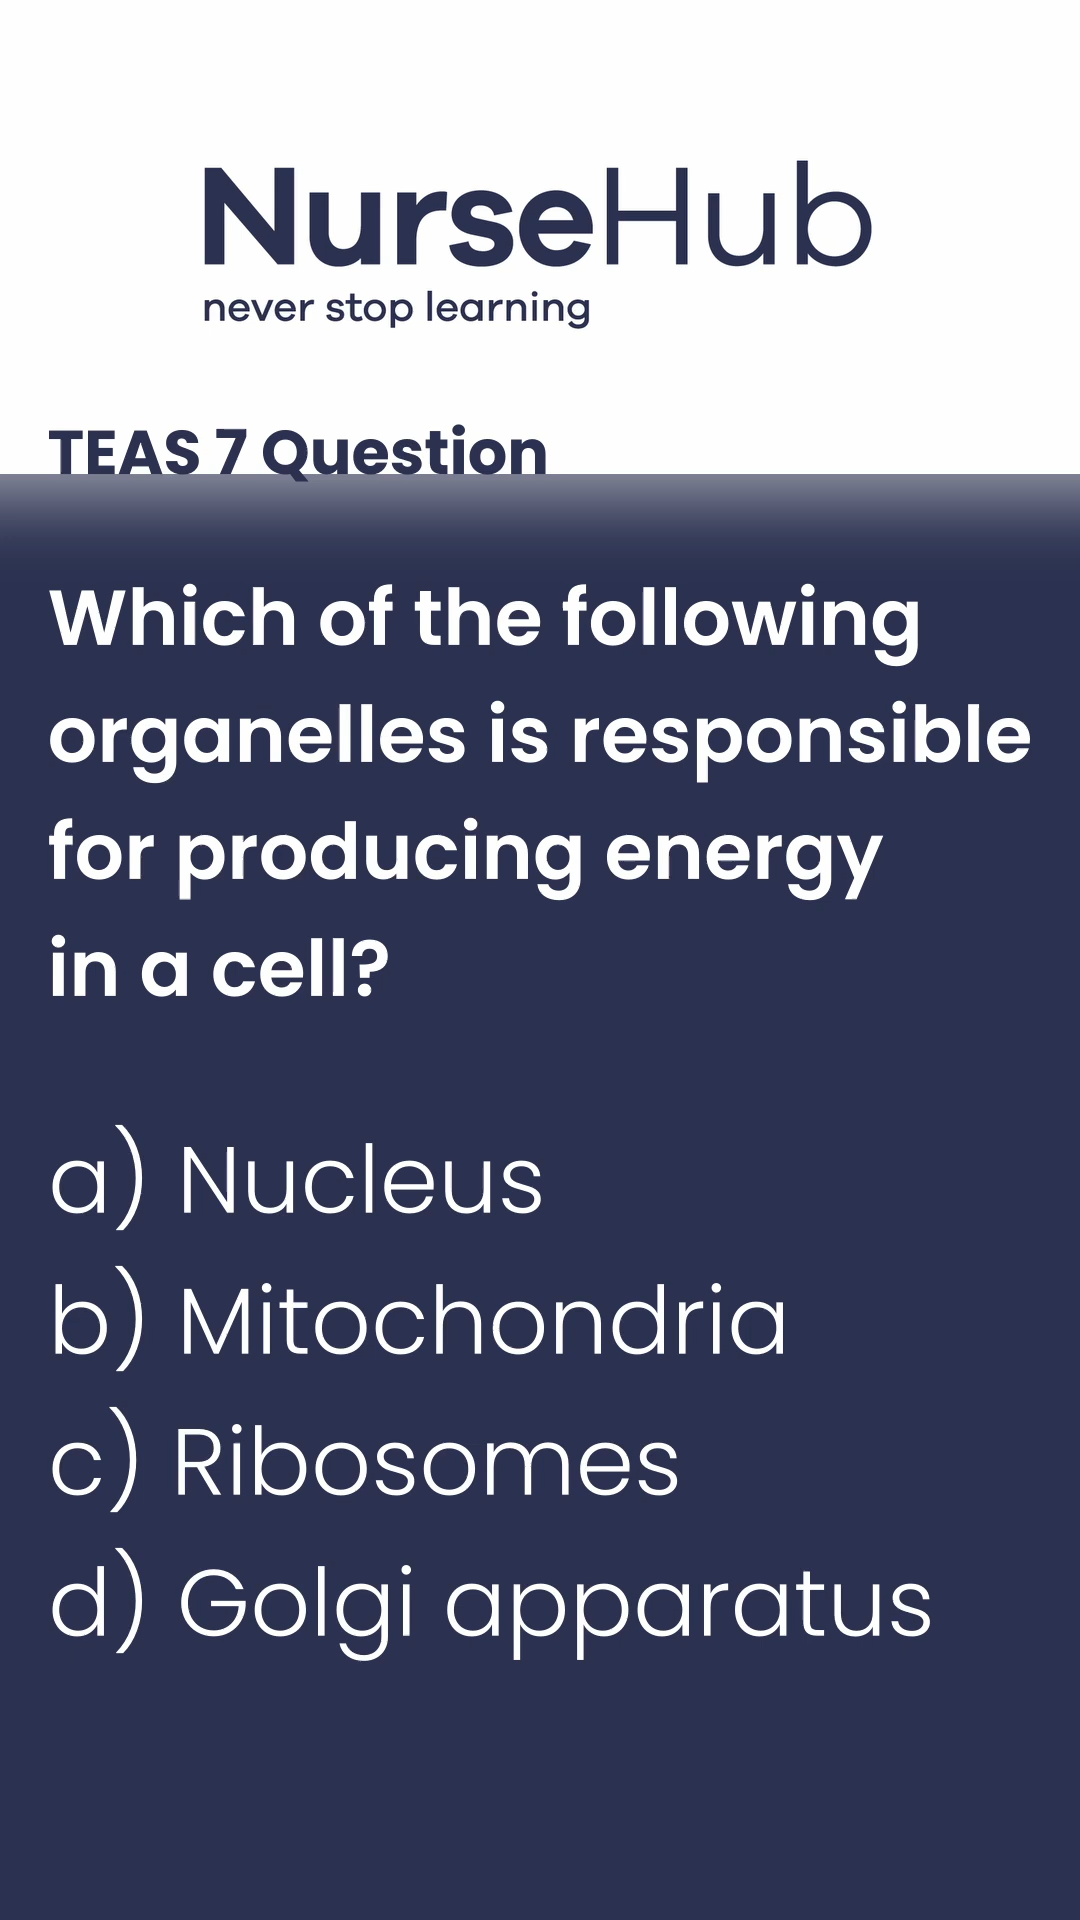 NurseHub
never stop learning
TEAS 7 Question
Which of the following
organelles is responsible
for producing energy
in a cell?
a) Nucleus
b) Mitochondria
c) Ribosomes
d) Golgi apparatus